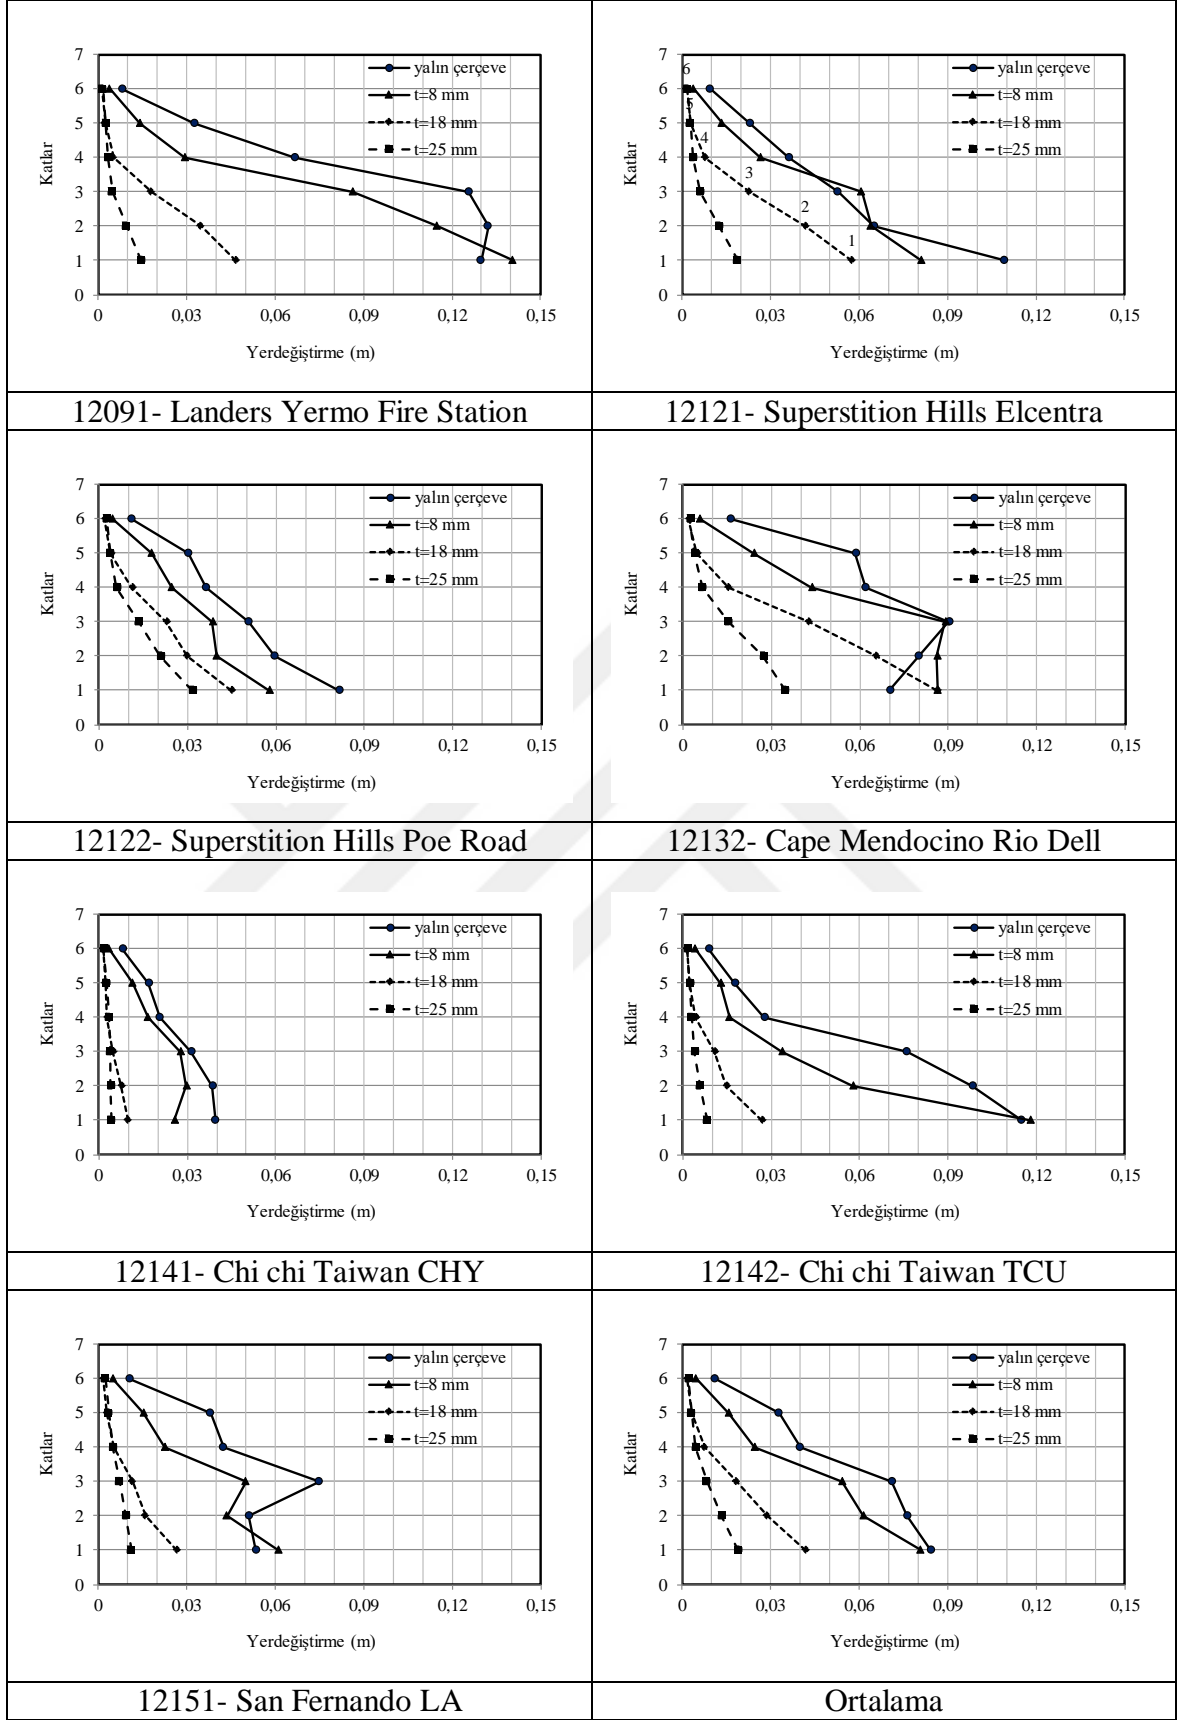 7
6
5
4
3
2
1
0
Katlar
yalın çerçeve
t=8 mm
t=18 mm
t=25 mm
0 0,03 0,06 0,09 0,12 0,15
Yerdeğiştirme (m)
12091- Landers Yermo Fire Station
7
6
5
4
3
2
1
0
Katlar
6
5
4
3
2
1
yalın çerçeve
t=8 mm
t=18 mm
t=25 mm
0 0,03 0,06 0,09 0,12 0,15
Yerdeğiştirme (m)
12121- Superstition Hills Elcentra
7
6
5
4
3
2
1
0
Katlar
yalın çerçeve
t=8 mm
t=18 mm
t=25 mm
0 0,03 0,06 0,09 0,12 0,15
Yerdeğiştirme (m)
12122- Superstition Hills Poe Road
7
6
5
4
3
2
1
0
Katlar
yalın çerçeve
t=8 mm
t=18 mm
t=25 mm
0 0,03 0,06 0,09 0,12 0,15
Yerdeğiştirme (m)
12132- Cape Mendocino Rio Dell
7
6
5
4
3
2
1
0
Katlar
yalın çerçeve
t=8 mm
t=18 mm
t=25 mm
0 0,03 0,06 0,09 0,12 0,15
Yerdeğiştirme (m)
12141- Chi chi Taiwan CHY
7
6
5
4
3
2
1
0
Katlar
yalın çerçeve
t=8 mm
t=18 mm
t=25 mm
0 0,03 0,06 0,09 0,12 0,15
Yerdeğiştirme (m)
12142- Chi chi Taiwan TCU
7
6
5
4
3
2
1
0
Katlar
yalın çerçeve
t=8 mm
t=18 mm
t=25 mm
0 0,03 0,06 0,09 0,12 0,15
Yerdeğiştirme (m)
12151- San Fernando LA
7
6
5
4
3
2
1
0
Katlar
yalın çerçeve
t=8 mm
t=18 mm
t=25 mm
0 0,03 0,06 0,09 0,12 0,15
Yerdeğiştirme (m)
Ortalama